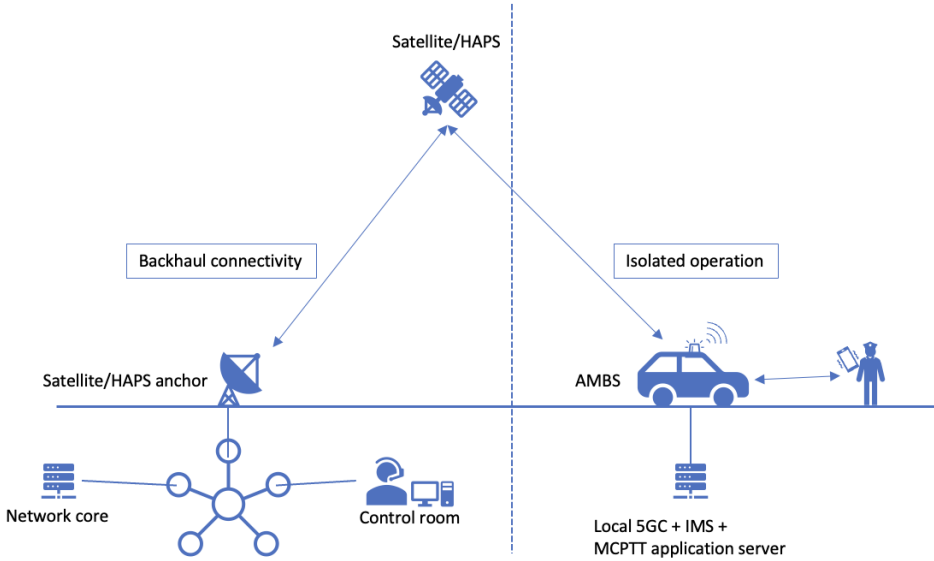 Satellite/HAPS
Backhaul connectivity
Isolated operation
Satellite/HAPS anchor
AMBS
Network core
Control room
Local 5GC + IMS +
MCPTT application server